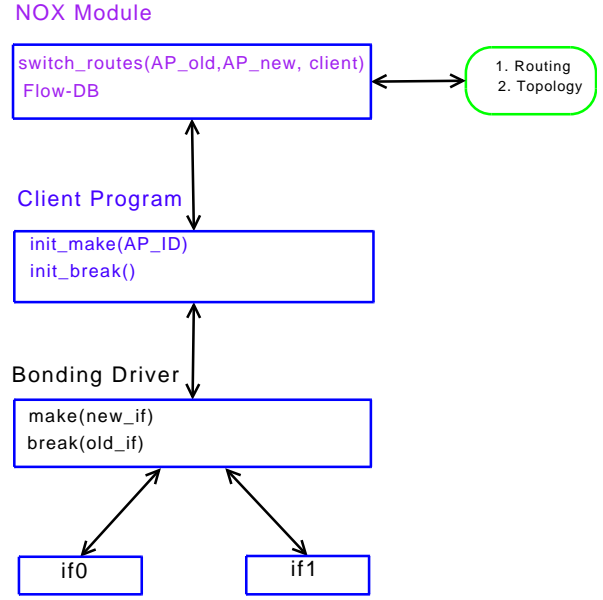 NOX Module
switch_routes(AP_old,AP_new, client)
Flow-DB
1. Routing
2. Topology
Client Program
init_make(AP_ID)
init_break()
Bonding Driver
make(new_if)
break(old_if)
if0
if1